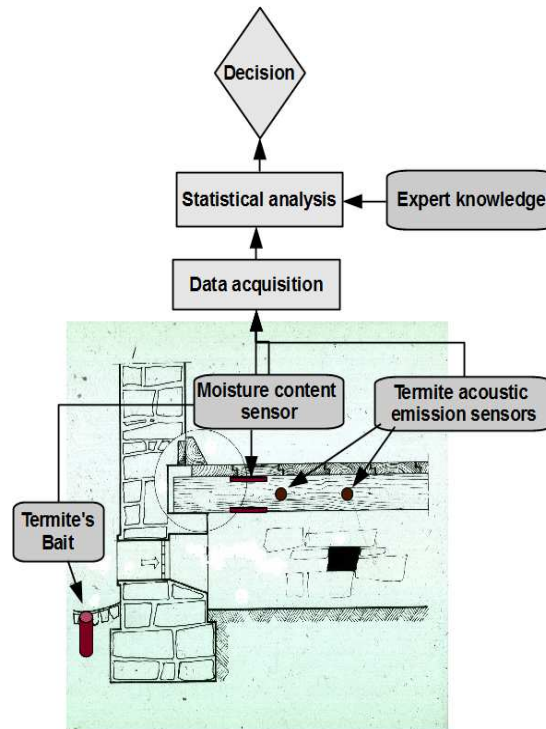 Decision
Statistical analysis
Expert knowledge
Data acquisition
Moisture content
sensor
Termite acoustic
emission sensors
Termite's
Bait